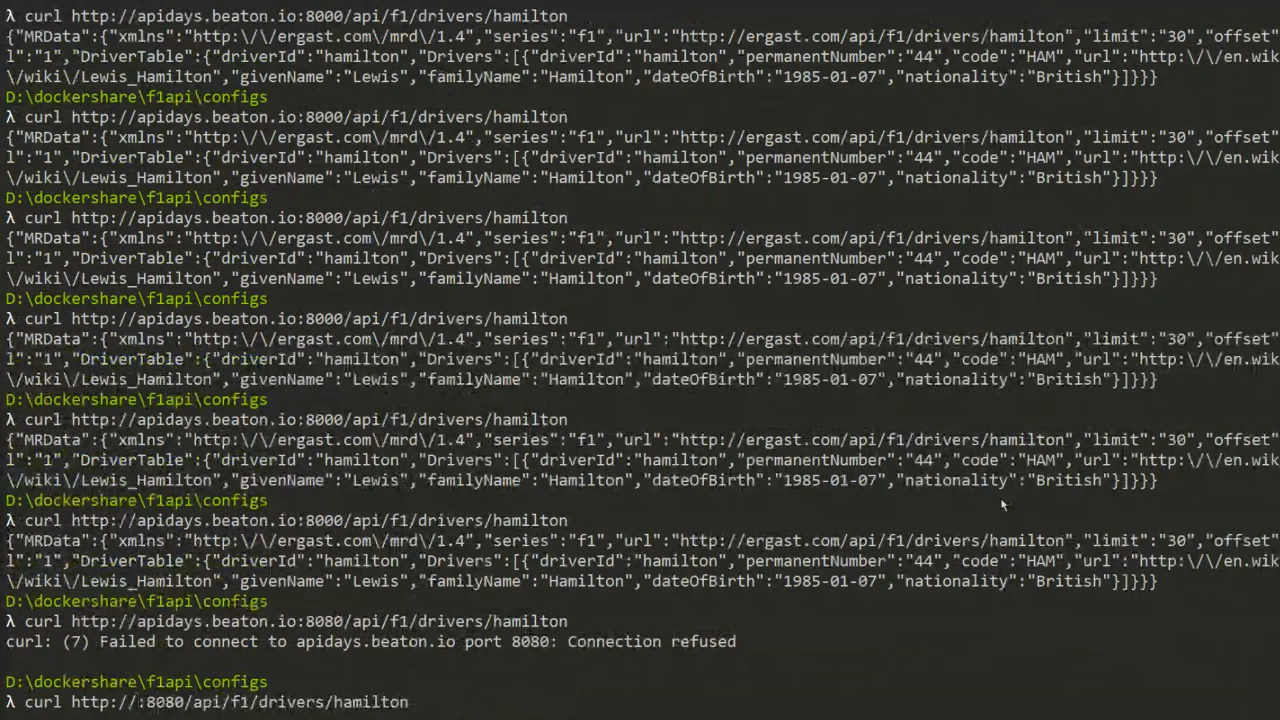 λ curl http://apidays.beaton.io:8000/api/f1/drivers/hamilton
{"MRData":{"xmlns":"http:\/\/ergast.com\/mrd\/1.4","series":"f1","url":"http://ergast.com/api/f1/drivers/hamilton","limit":"30","offset"
l":"1","DriverTable":{"driverId":"hamilton","Drivers":[{"driverId":"hamilton","permanentNumber":"44","code":"HAM","url":"http:\/\/en.wik
\/wiki\/Lewis_Hamilton","givenName":"Lewis","familyName":"Hamilton","dateOfBirth":"1985-01-07","nationality":"British"}]}}}
D:\dockershare\f1api\configs
λ curl http://apidays.beaton.io:8000/api/f1/drivers/hamilton
{"MRData":{"xmlns":"http:\/\/ergast.com\/mrd\/1.4","series":"f1","url":"http://ergast.com/api/f1/drivers/hamilton","limit":"30","offset"
l":"1","DriverTable":{"driverId":"hamilton","Drivers":[{"driverId":"hamilton","permanentNumber":"44","code":"HAM","url":"http:\/\/en.wik
\/wiki\/Lewis_Hamilton","givenName":"Lewis","familyName":"Hamilton","dateOfBirth":"1985-01-07","nationality":"British"}]}}}
D:\dockershare\f1api\configs
λ curl http://apidays.beaton.io:8000/api/f1/drivers/hamilton
{"MRData":{"xmlns":"http:\/\/ergast.com\/mrd\/1.4","series":"f1","url":"http://ergast.com/api/f1/drivers/hamilton","limit":"30","offset"
l":"1","DriverTable":{"driverId":"hamilton","Drivers":[{"driverId":"hamilton","permanentNumber":"44","code":"HAM","url":"http:\/\/en.wik
\/wiki\/Lewis_Hamilton","givenName":"Lewis","familyName":"Hamilton","dateOfBirth":"1985-01-07","nationality":"British"}]}}}
D:\dockershare\f1api\configs
λ curl http://apidays.beaton.io:8000/api/f1/drivers/hamilton
{"MRData":{"xmlns":"http:\/\/ergast.com\/mrd\/1.4","series":"f1","url":"http://ergast.com/api/f1/drivers/hamilton","limit":"30","offset"
l":"1","DriverTable":{"driverId":"hamilton","Drivers":[{"driverId":"hamilton","permanentNumber":"44","code":"HAM","url":"http:\/\/en.wik
\/wiki\/Lewis_Hamilton","givenName":"Lewis","familyName":"Hamilton","dateOfBirth":"1985-01-07","nationality":"British"}]}}}
D:\dockershare\f1api\configs
λ curl http://apidays.beaton.io:8000/api/f1/drivers/hamilton
{"MRData":{"xmlns":"http:\/\/ergast.com\/mrd\/1.4","series":"f1","url":"http://ergast.com/api/f1/drivers/hamilton","limit":"30","offset"
l":"1","DriverTable":{"driverId":"hamilton","Drivers":[{"driverId":"hamilton","permanentNumber":"44","code":"HAM","url":"http:\/\/en.wik
\/wiki\/Lewis_Hamilton","givenName":"Lewis","familyName":"Hamilton","dateOfBirth":"1985-01-07","nationality":"British"}]}}}
D:\dockershare\f1api\configs
λ curl http://apidays.beaton.io:8000/api/f1/drivers/hamilton
{"MRData":{"xmlns":"http:\/\/ergast.com\/mrd\/1.4","series":"f1","url":"http://ergast.com/api/f1/drivers/hamilton","limit":"30","offset"
l":"1","DriverTable":{"driverId":"hamilton","Drivers":[{"driverId":"hamilton","permanentNumber":"44","code":"HAM","url":"http:\/\/en.wik
\/wiki\/Lewis_Hamilton","givenName":"Lewis","familyName":"Hamilton","dateOfBirth":"1985-01-07","nationality":"British"}]}}}
D:\dockershare\f1api\configs
λ curl http://apidays.beaton.io:8080/api/f1/drivers/hamilton
curl: (7) Failed to connect to apidays.beaton.io port 8080: Connection refused
D:\dockershare\f1api\configs
λ curl http://:8080/api/f1/drivers/hamilton